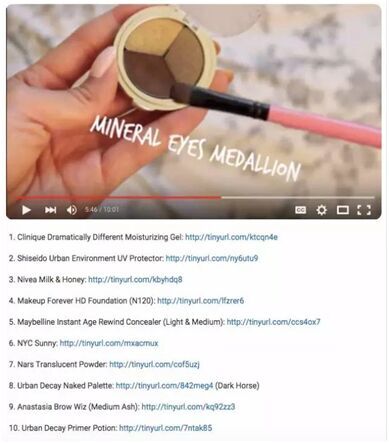 MINERAL EYES MEDALLION
5:46 / 10:01
CC
1. Clinique Dramatically Different Moisturizing Gel: http://tinyurl.com/ktcqn4e
2. Shiseido Urban Environment UV Protector: http://tinyurl.com/ny6utu9
3. Nivea Milk & Honey: http://tinyurl.com/kbyhdq8
4. Makeup Forever HD Foundation (N120): http://tinyurl.com/lfzrer6
5. Maybelline Instant Age Rewind Concealer (Light & Medium): http://tinyurl.com/ccs4ox7
6. NYC Sunny: http://tinyurl.com/mxacmux
7. Nars Translucent Powder: http://tinyurl.com/cof5uzj
8. Urban Decay Naked Palette: http://tinyurl.com/842meg4 (Dark Horse)
9. Anastasia Brow Wiz (Medium Ash): http://tinyurl.com/kq92zz3
10. Urban Decay Primer Potion: http://tinyurl.com/7ntak85